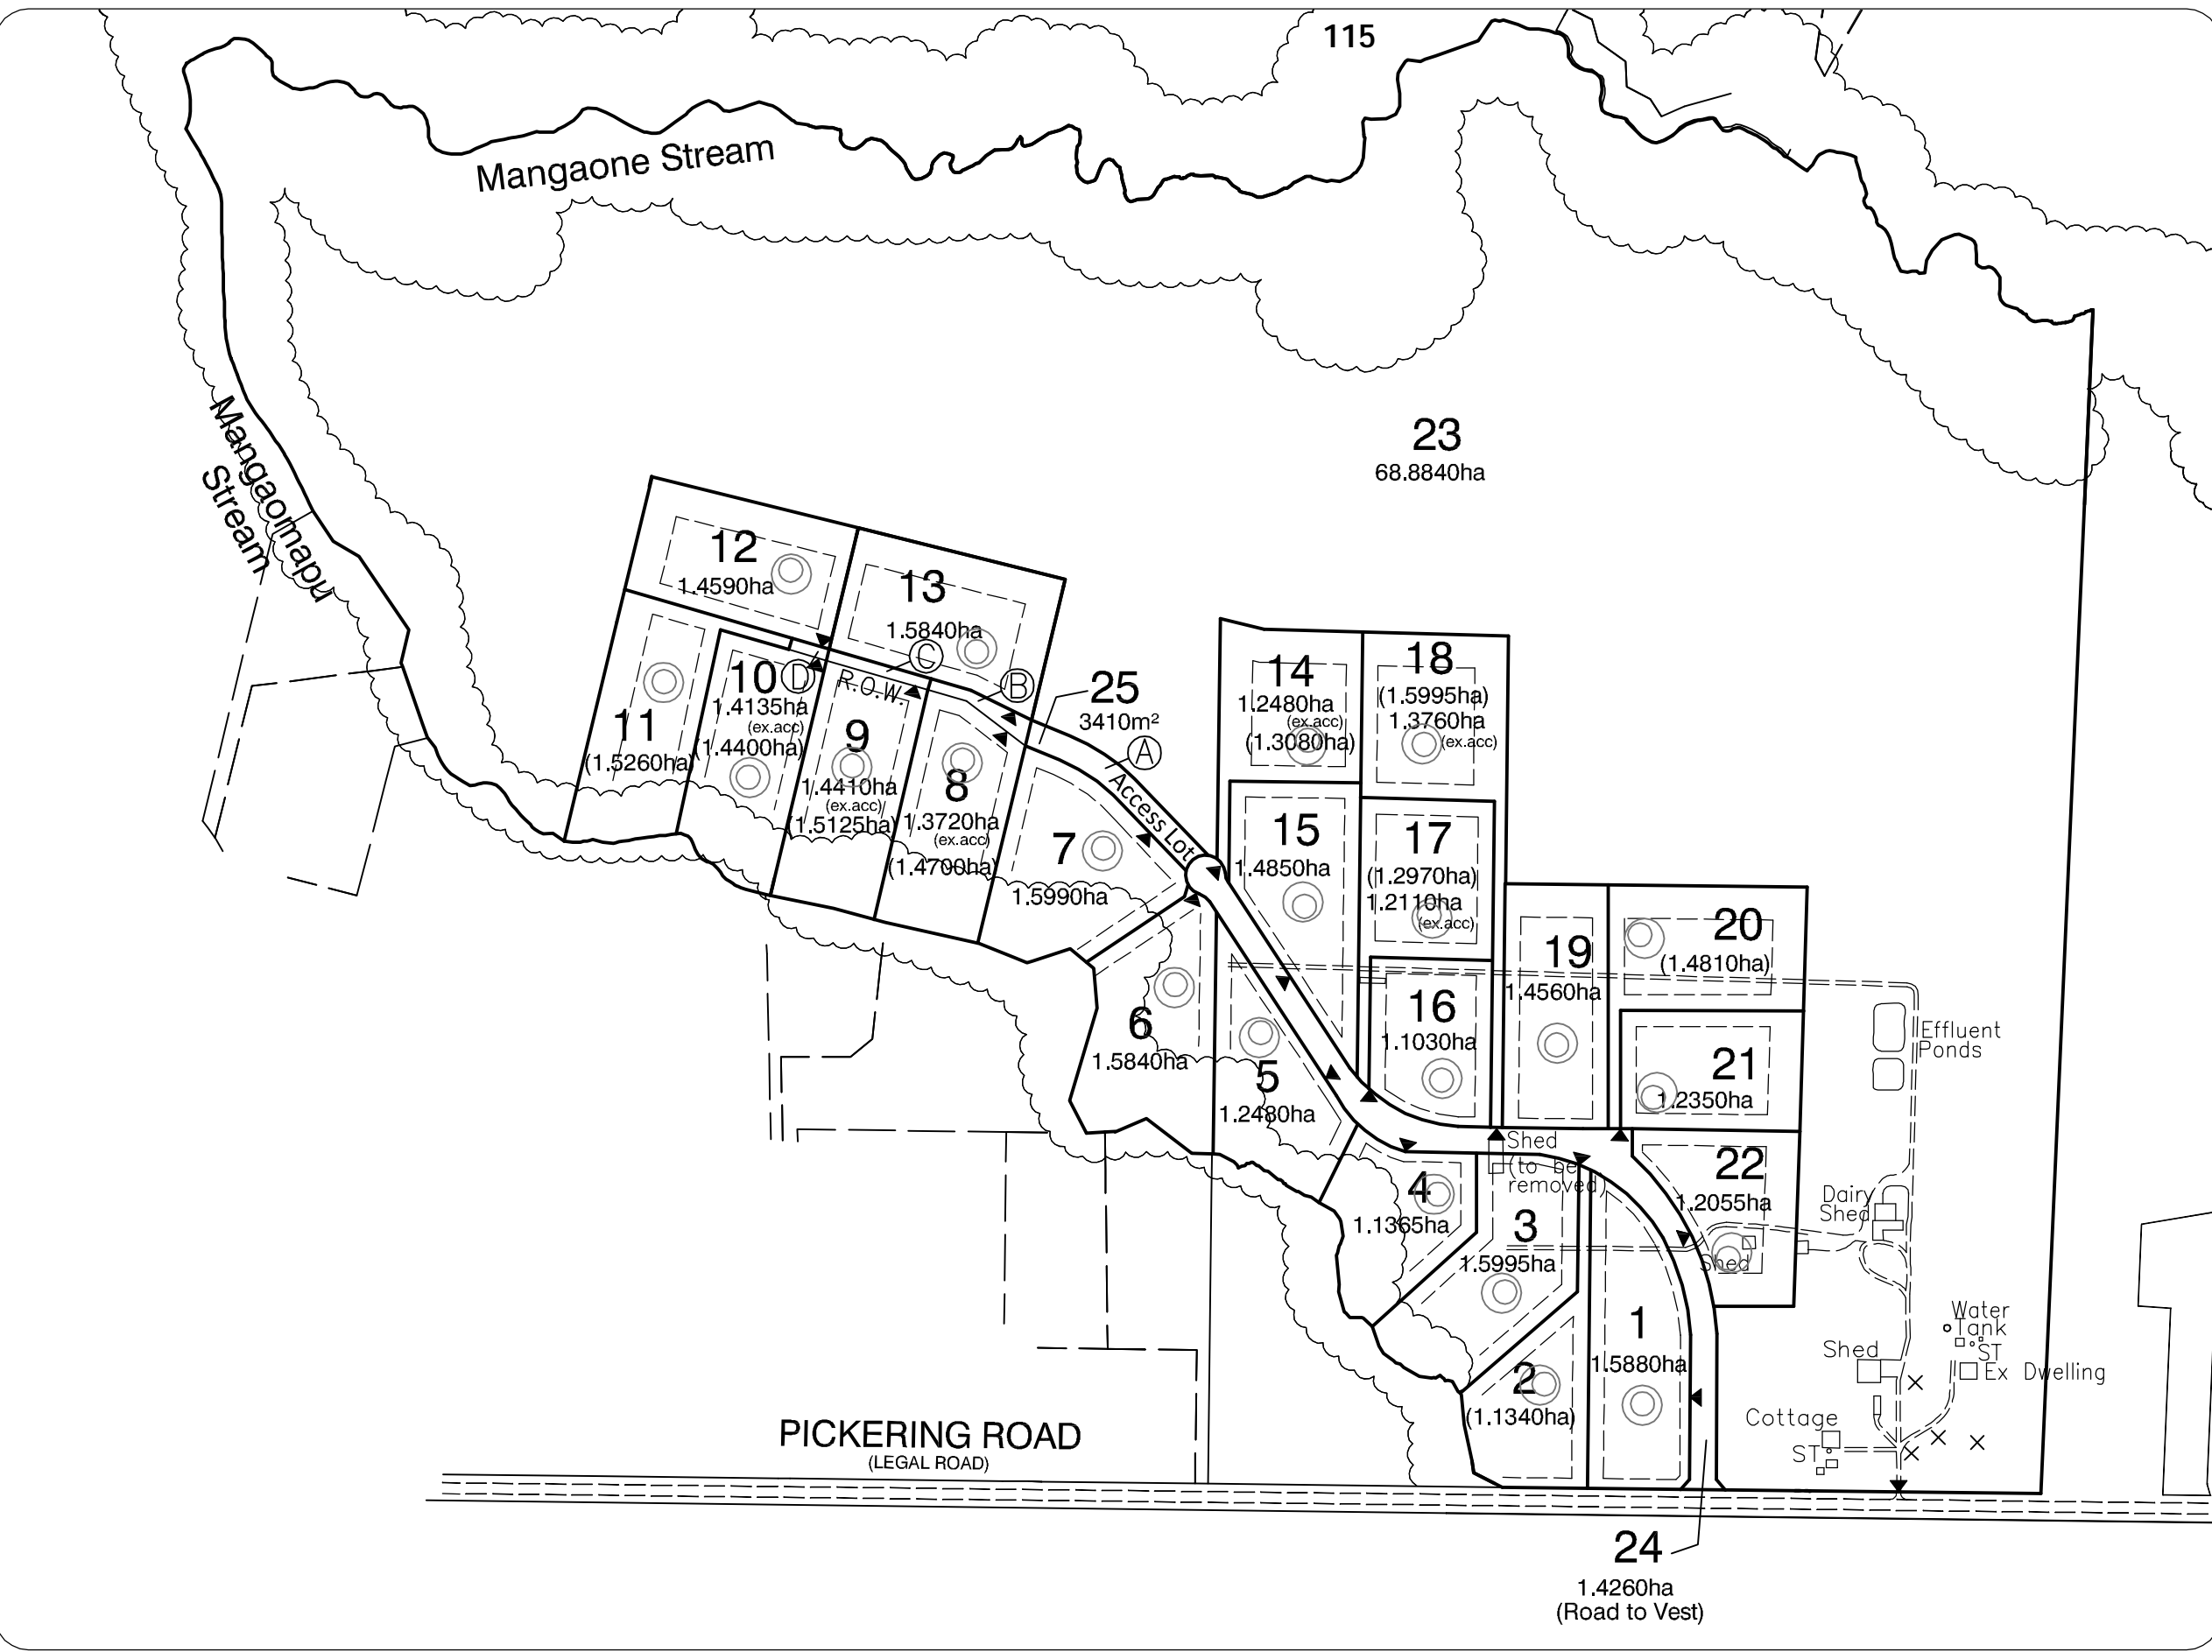 115
Mangaone Stream
Mangaomapu
Stream
23
68.8840ha
12
1.4590ha
13
1.5840ha
C
B
D
R.O.W.
10
1.4135ha
(ex.acc)
(1.4400ha)
11
(1.5260ha)
9
1.4410ha
(ex.acc)
(1.5125ha)
8
1.3720ha
(ex.acc)
(1.4700ha)
25
3410m²
A
Access Lot
7
1.5990ha
14
1.2480ha
(ex.acc)
(1.3080ha)
18
(1.5995ha)
1.3760ha
(ex.acc)
15
1.4850ha
17
(1.2970ha)
1.2110ha
(ex.acc)
16
1.1030ha
19
1.4560ha
20
(1.4810ha)
21
1.2350ha
Effluent
Ponds
6
1.5840ha
5
1.2480ha
Shed
(to be
removed)
22
1.2055ha
Shed
Dairy
Shed
4
1.1365ha
3
1.5995ha
1
1.5880ha
2
(1.1340ha)
Water
Tank
ST
Shed
Ex Dwelling
Cottage
ST
PICKERING ROAD
(LEGAL ROAD)
24
1.4260ha
(Road to Vest)